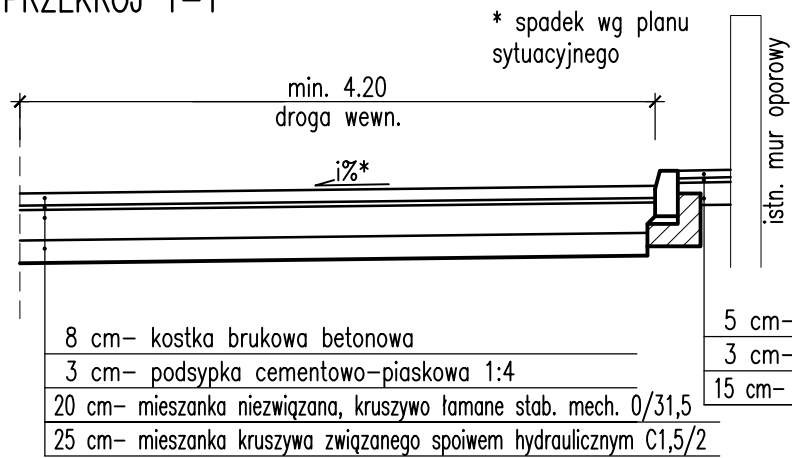 PRZEKRÓJ 1-1
* spadek wg planu
sytuacyjnego
min. 4.20
droga wewn.
i%*
istn. mur oporowy
8 cm- kostka brukowa betonowa
3 cm- podsypka cementowo-piaskowa 1:4
20 cm- mieszanka niezwiązana, kruszywo łamane stab. mech. 0/31,5
25 cm- mieszanka kruszywa związanego spoiwem hydraulicznym C1,5/2
5 cm-
3 cm-
15 cm-